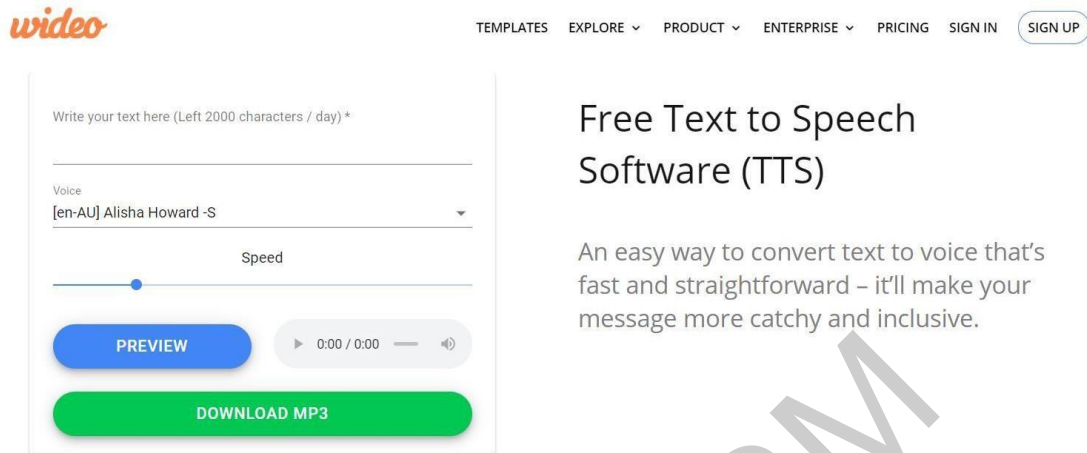 wideo
TEMPLATES EXPLORE PRODUCT ENTERPRISE PRICING SIGN IN SIGN UP
Write your text here (Left 2000 characters / day) *
Voice
[en-AU] Alisha Howard -S
Speed
PREVIEW
0:00 / 0:00
DOWNLOAD MP3
Free Text to Speech
Software (TTS)
An easy way to convert text to voice that’s
fast and straightforward – it’ll make your
message more catchy and inclusive.